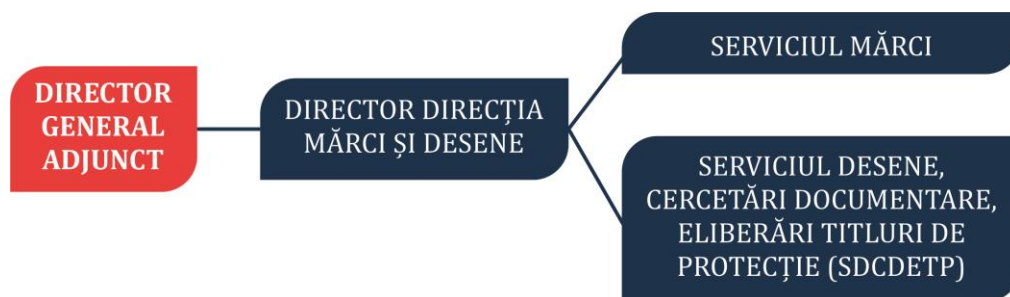 DIRECTOR
GENERAL
ADJUNCT
DIRECTOR DIRECȚIA
MĂRCI ȘI DESENE
SERVICIUL MĂRCI
SERVICIUL DESENE,
CERCETĂRI DOCUMENTARE,
ELIBERĂRI TITLURI DE
PROTECȚIE (SDCDETP)